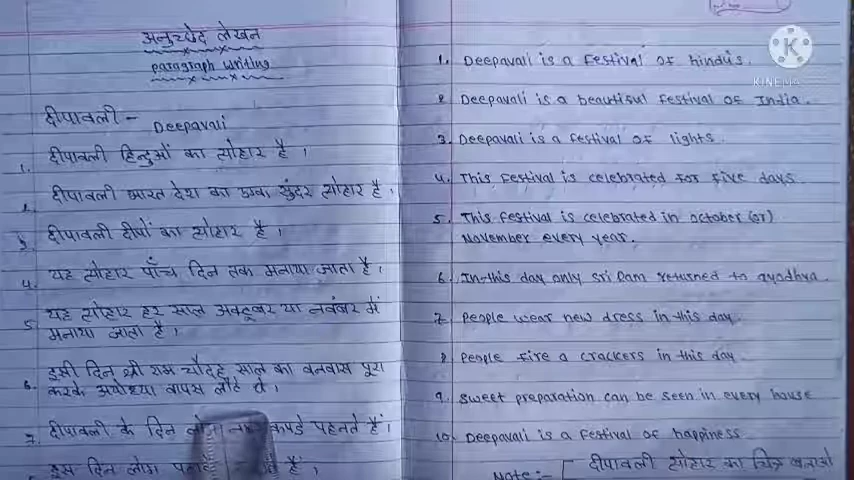 अनुच्छेद लेखन
paragraph writing
दीपावली -
Deepavali
1. दीपावली हिन्दुओं का त्योहार है।
2. दीपावली भारत देश का एक सुंदर त्योहार है।
3. दीपावली दीपों का त्योहार है।
4. यह त्योहार पाँच दिन तक मनाया जाता है।
5. यह त्योहार हर साल अक्टूबर या नवंबर में
मनाया जाता है।
6. इसी दिन श्री राम चौदह साल का वनवास पूरा
करके अयोध्या वापस लौटे थे।
7. दीपावली के दिन लोग कपडे पहनते हैं।
इस दिन लोग हैं।
1. Deepavali is a festival of hindu's.
2. Deepavali is a beautiful festival of India.
3. Deepavali is a festival of lights.
4. This festival is celebrated for five days.
5. This festival is celebrated in october (or)
November every year.
6. In-this day only sri Ram returned to ayodhya.
7. People wear new dress in this day.
8. People fire a crackers in this day.
9. Sweet preparation can be seen in every house
10. Deepavali is a festival of happiness.
Note:- [ दीपावली त्योहार का चित्र बनाओ
K
KINEMA